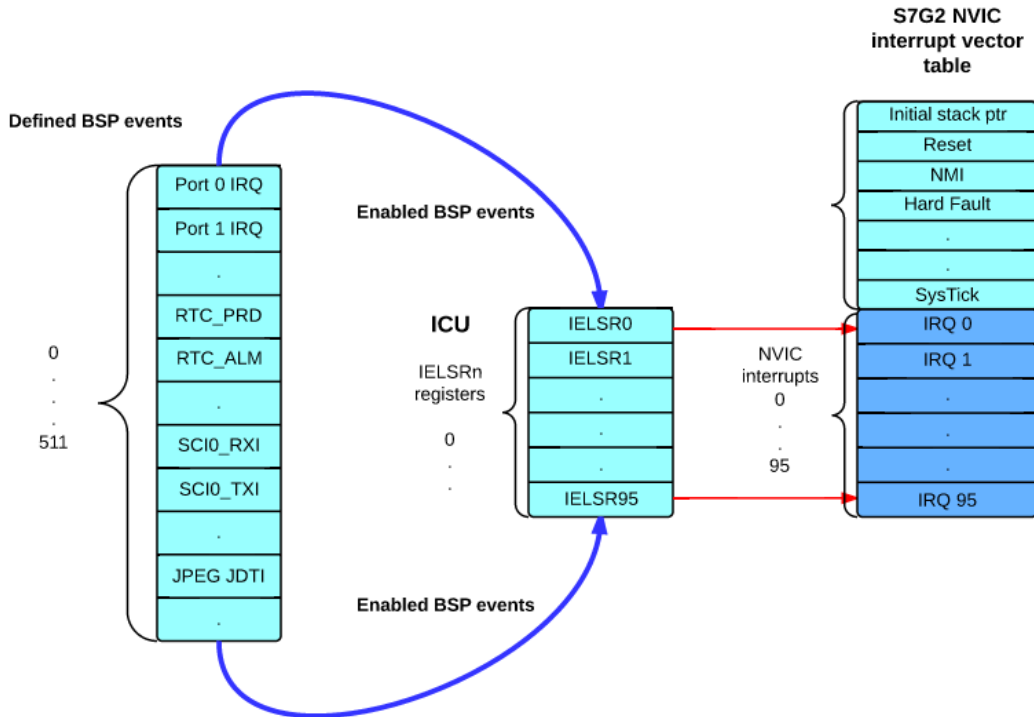 S7G2 NVIC
interrupt vector
table
Defined BSP events
Port 0 IRQ
Port 1 IRQ
.
RTC_PRD
RTC_ALM
.
SCI0_RXI
SCI0_TXI
.
JPEG JDTI
.
0
.
.
.
511
Enabled BSP events
Enabled BSP events
ICU
IELSRn
registers
0
.
.
IELSR0
IELSR1
.
.
.
IELSR95
NVIC
interrupts
0
.
.
95
Initial stack ptr
Reset
NMI
Hard Fault
.
.
SysTick
IRQ 0
IRQ 1
.
.
.
IRQ 95